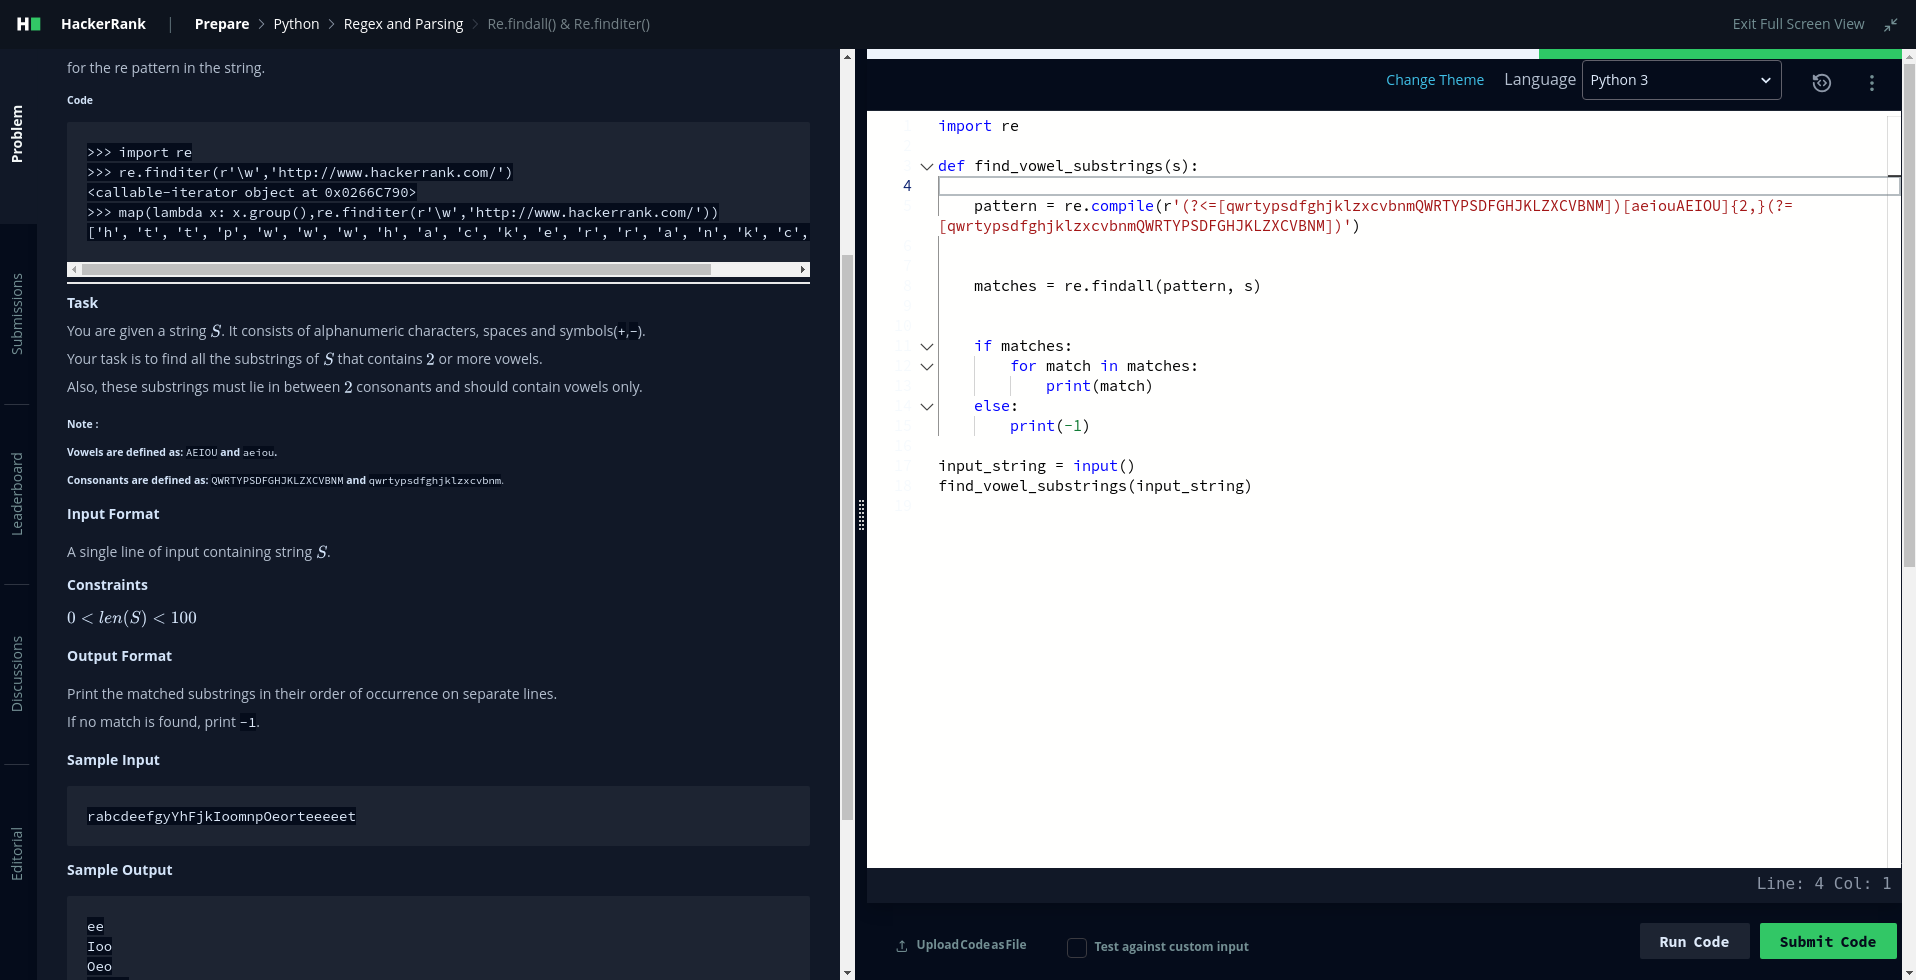 HackerRank | Prepare > Python > Regex and Parsing > Re.findall() & Re.finditer()
Exit Full Screen View
Problem
Submissions
Leaderboard
Discussions
Editorial
for the re pattern in the string.
Code
>>> import re
>>> re.finditer(r'\w','http://www.hackerrank.com/')
<callable-iterator object at 0x0266C790>
>>> map(lambda x: x.group(),re.finditer(r'\w','http://www.hackerrank.com/'))
['h', 't', 't', 'p', 'w', 'w', 'w', 'h', 'a', 'c', 'k', 'e', 'r', 'r', 'a', 'n', 'k', 'c',
Task
You are given a string S. It consists of alphanumeric characters, spaces and symbols(+,-).
Your task is to find all the substrings of S that contains 2 or more vowels.
Also, these substrings must lie in between 2 consonants and should contain vowels only.
Note :
Vowels are defined as: AEIOU and aeiou.
Consonants are defined as: QWRTYPSDFGHJKLZXCVBNM and qwrtypsdfghjklzxcvbnm.
Input Format
A single line of input containing string S.
Constraints
0 < len(S) < 100
Output Format
Print the matched substrings in their order of occurrence on separate lines.
If no match is found, print -1.
Sample Input
rabcdeefgyYhFjkIoomnpOeorteeeeet
Sample Output
ee
Ioo
Oeo
Change Theme
Language
Python 3
import re
def find_vowel_substrings(s):
4
pattern = re.compile(r'(?<=[qwrtypsdfghjklzxcvbnmQWRTYPSDFGHJKLZXCVBNM])[aeiouAEIOU]{2,}(?=
[qwrtypsdfghjklzxcvbnmQWRTYPSDFGHJKLZXCVBNM])')
matches = re.findall(pattern, s)
if matches:
for match in matches:
print(match)
else:
print(-1)
input_string = input()
find_vowel_substrings(input_string)
Line: 4 Col: 1
Upload Code as File
Test against custom input
Run Code
Submit Code